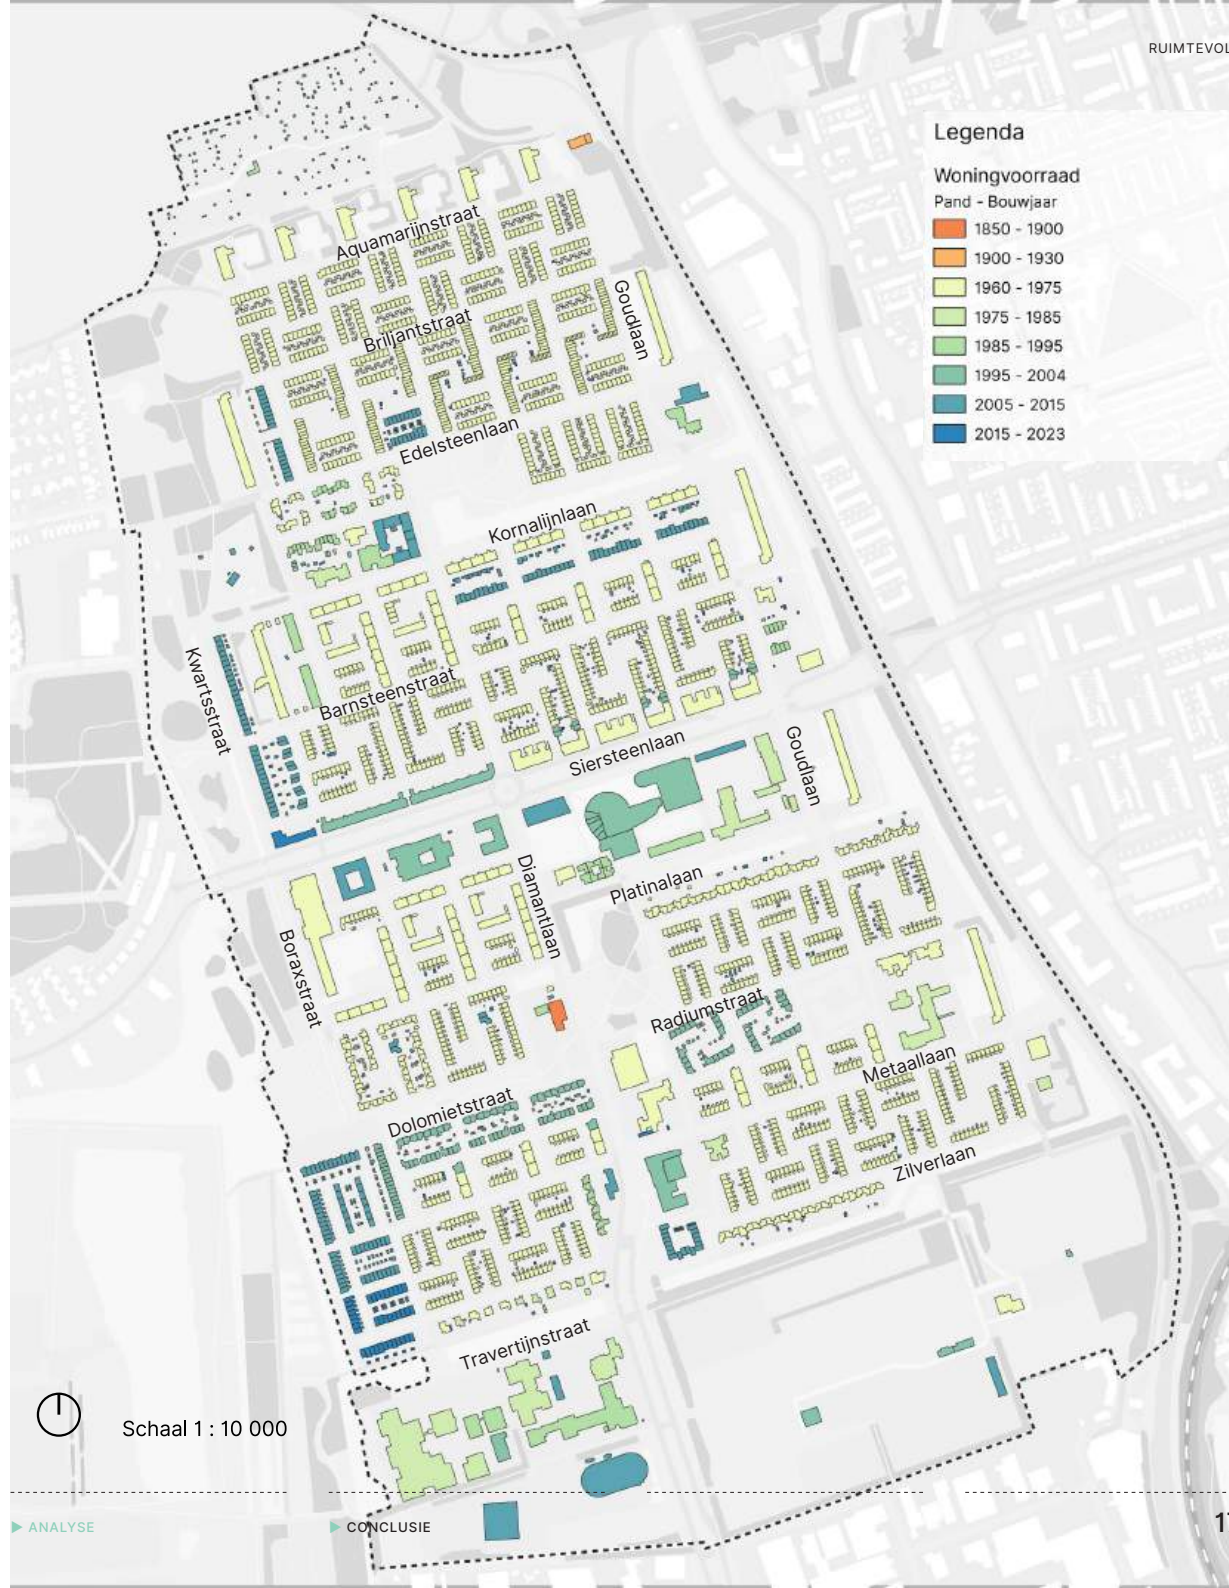 RUIMTEVOL
Legenda
Woningvoorraad
Pand - Bouwjaar
1850 - 1900
1900 - 1930
1960 - 1975
1975 - 1985
1985 - 1995
1995 - 2004
2005 - 2015
2015 - 2023
Aquamarijnstraat
Goudlaan
Briljantstraat
Edelsteenlaan
Kornalijnlaan
Kwartsstraat
Barnsteenstraat
Siersteenlaan
Goudlaan
Diamantlaan
Platinalaan
Boraxstraat
Radiumstraat
Metaallaan
Dolomietstraat
Zilverlaan
Travertijnstraat
Schaal 1 : 10 000
ANALYSE
CONCLUSIE